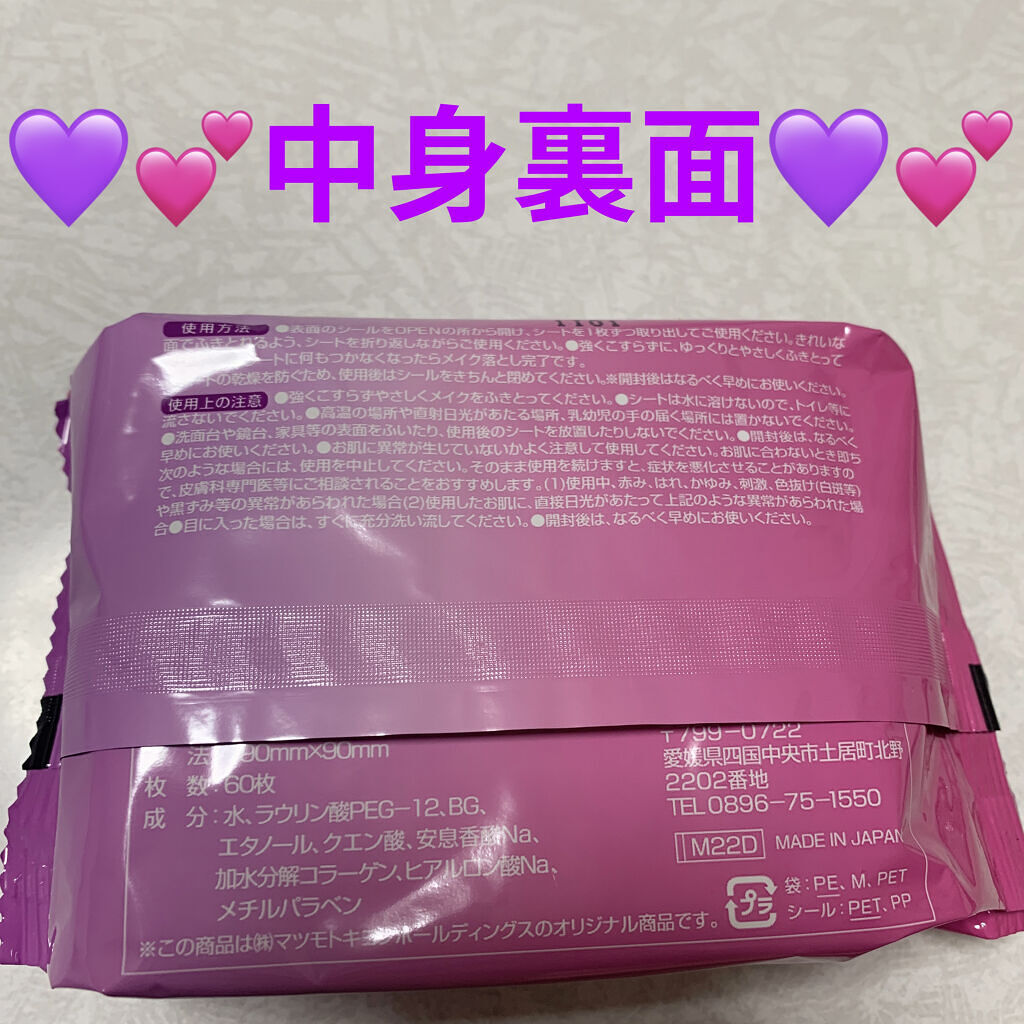 中身裏面
使用方法 ●表面のシールをOPENの所から開け、シートを1枚ずつ取り出してご使用ください。きれいな
面でふきとれるよう、シートを折り返しながらご使用ください。●強くこすらずに、ゆっくりとやさしくふきとって
シートに何もつかなくなったらメイク落とし完了です。
の乾燥を防ぐため、使用後はシールをきちんと閉めてください。※開封後はなるべく早めにお使いください。
使用上の注意 ●強くこすらずやさしくメイクをふきとってください。●シートは水に溶けないので、トイレ等に
流さないでください。●高温の場所や直射日光があたる場所、乳幼児の手の届く場所には置かないでください。
●洗面台や鏡台、家具等の表面をふいたり、使用後のシートを放置したりしないでください。●開封後は、なるべく
早めにお使いください。●お肌に異常が生じていないかよく注意して使用してください。お肌に合わないとき即ち
次のような場合には、使用を中止してください。そのまま使用を続けますと、症状を悪化させることがありますの
で、皮膚科専門医等にご相談されることをおすすめします。(1)使用中、赤み、はれ、かゆみ、刺激、色抜け(白斑等)
や黒ずみ等の異常があらわれた場合(2)使用したお肌に、直接日光があたって上記のような異常があらわれた場
合●目に入った場合は、すぐに充分洗い流してください。●開封後は、なるべく早めにお使いください。
法 90mm×90mm
枚 数:60枚
成 分:水、ラウリン酸PEG-12、BG、
エタノール、クエン酸、安息香酸Na、
加水分解コラーゲン、ヒアルロン酸Na、
メチルパラベン
〒799-0722
愛媛県四国中央市土居町北野
2202番地
TEL0896-75-1550
M22D MADE IN JAPAN
プラ 袋:PE、M、PET
シール:PET、PP
※この商品は㈱マツモトキヨシホールディングスのオリジナル商品です。